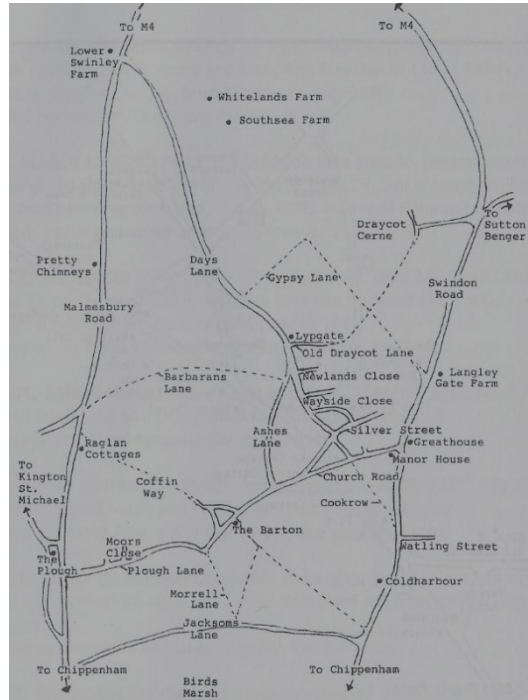 To M4
To M4
Lower
Swinley
Farm
Whitelands Farm
Southsea Farm
Draycot
Cerne
To
Sutton
Benger
Pretty
Chimneys
Days
Lane
Gypsy Lane
Swindon
Road
Malmesbury
Road
Lypgate
Old Draycot Lane
Barbarans
Lane
Newlands Close
Langley
Gate Farm
Wayside Close
Ashes
Lane
Silver Street
Greathouse
Raglan
Cottages
Manor House
To
Kington
St.
Michael
Coffin
Way
Church Road
Cookrow
The Barton
Moors
Close
Watling Street
The
Plough
Plough Lane
Coldharbour
Morrell
Lane
Jacksoms
Lane
To Chippenham
To Chippenham
Birds
Marsh